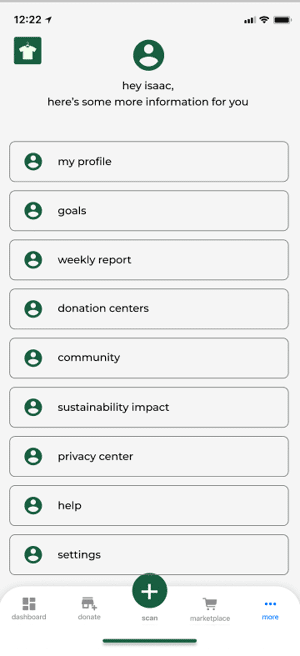 12:22
hey isaac,
here's some more information for you
my profile
goals
weekly report
donation centers
community
sustainability impact
privacy center
help
settings
dashboard
donate
scan
marketplace
more